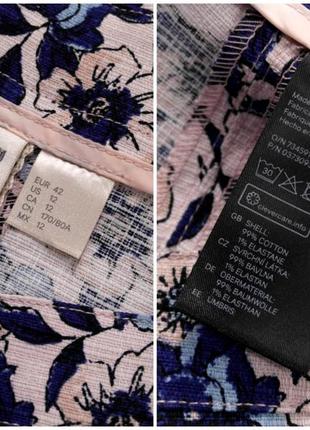 EUR 42
US 12
CA 12
CN 170/80A
MX 12
Made
Fabric
Fabriqu
Hecho e
O/N 73459
P/N 037309
30
clevercare.info
GB: SHELL:
99% COTTON
1% ELASTANE
CZ: SVRCHNÍ LÁTKA:
99% BAVLNA
1% ELASTAN
DE: OBERMATERIAL:
99% BAUMWOLLE
1% ELASTHAN
EE: ÜMBRIS: